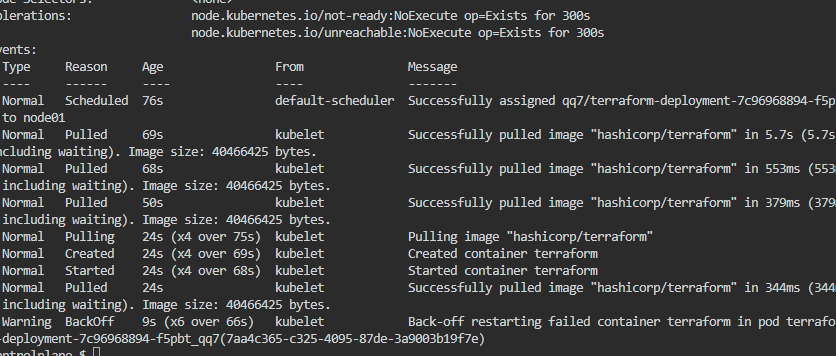 <none>
olerations: node.kubernetes.io/not-ready:NoExecute op=Exists for 300s
node.kubernetes.io/unreachable:NoExecute op=Exists for 300s
vents:
Type Reason Age From Message
---- ------ ---- ---- -------
Normal Scheduled 76s default-scheduler Successfully assigned qq7/terraform-deployment-7c96968894-f5p
to node01
Normal Pulled 69s kubelet Successfully pulled image "hashicorp/terraform" in 5.7s (5.7s
ncluding waiting). Image size: 40466425 bytes.
Normal Pulled 68s kubelet Successfully pulled image "hashicorp/terraform" in 553ms (553
including waiting). Image size: 40466425 bytes.
Normal Pulled 50s kubelet Successfully pulled image "hashicorp/terraform" in 379ms (379
including waiting). Image size: 40466425 bytes.
Normal Pulling 24s (x4 over 75s) kubelet Pulling image "hashicorp/terraform"
Normal Created 24s (x4 over 69s) kubelet Created container terraform
Normal Started 24s (x4 over 68s) kubelet Started container terraform
Normal Pulled 24s kubelet Successfully pulled image "hashicorp/terraform" in 344ms (344
including waiting). Image size: 40466425 bytes.
Warning BackOff 9s (x6 over 66s) kubelet Back-off restarting failed container terraform in pod terrafo
-deployment-7c96968894-f5pbt_qq7(7aa4c365-c325-4095-87de-3a9003b19f7e)
ontrolplane $